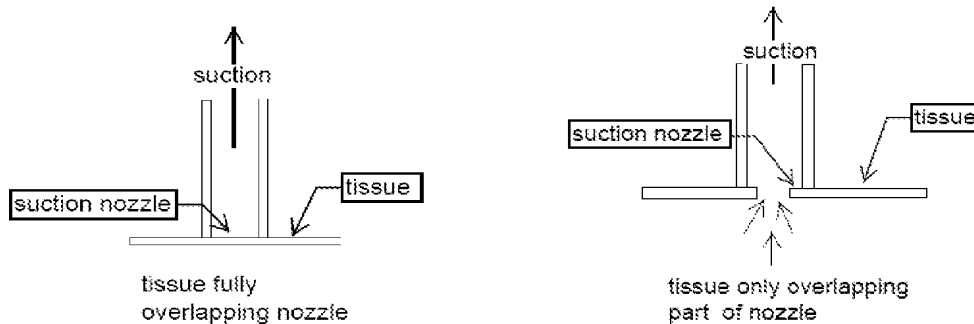 suction
suction nozzle
tissue
tissue fully
overlapping nozzle
suction
suction nozzle
tissue
tissue only overlapping
part of nozzle